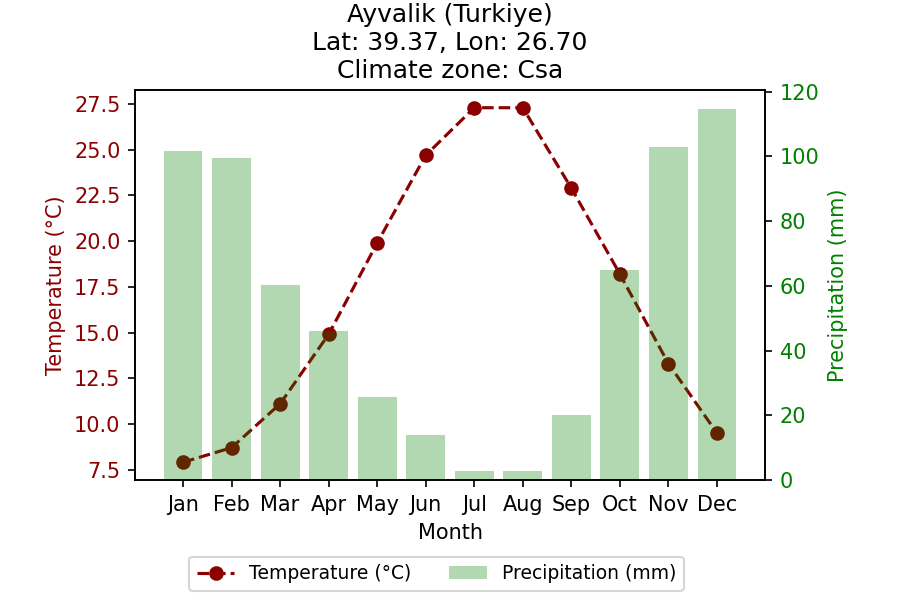 Ayvalik (Turkiye)
Lat: 39.37, Lon: 26.70
Climate zone: Csa
Temperature (°C)
27.5
25.0
22.5
20.0
17.5
15.0
12.5
10.0
7.5
120
100
80
60
40
20
0
Precipitation (mm)
Jan Feb Mar Apr May Jun Jul Aug Sep Oct Nov Dec
Month
Temperature (°C) Precipitation (mm)